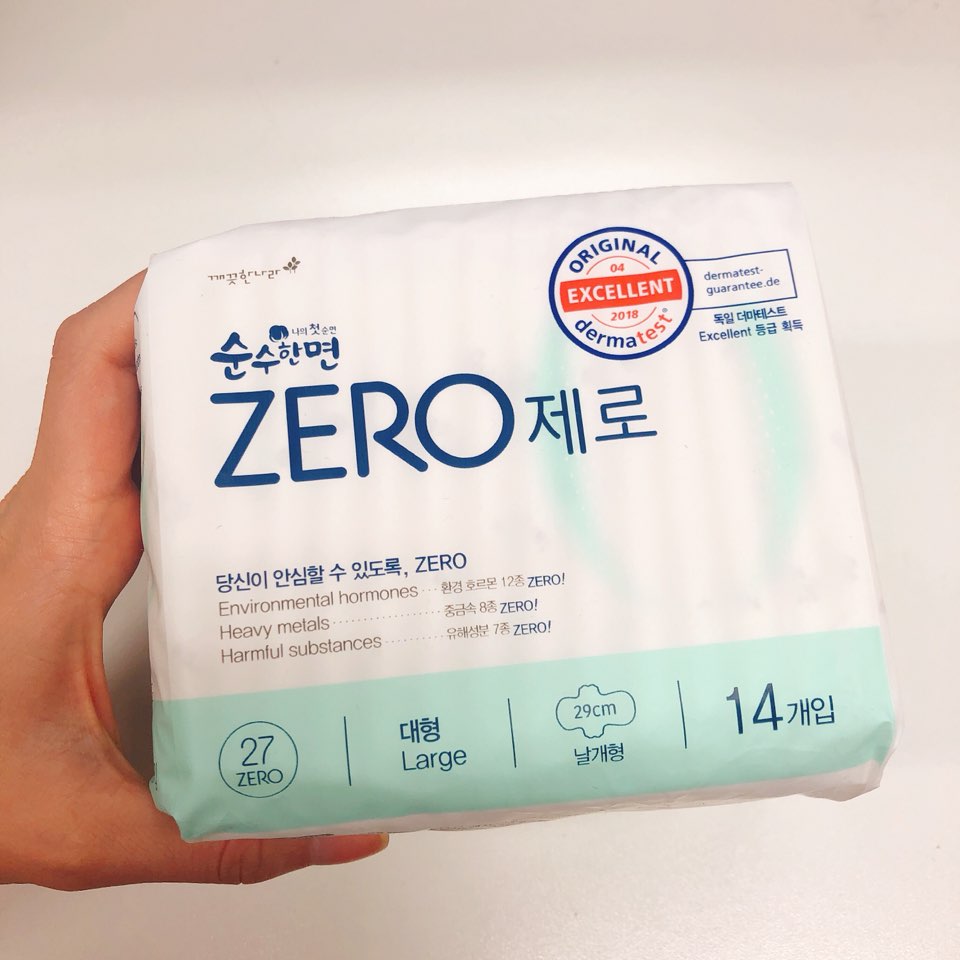 깨끗한나라
ORIGINAL
04
EXCELLENT
2018
dermatest®
dermatest-
guarantee.de
독일 더마테스트
Excellent 등급 획득
나의 첫 순면
순수한면
ZERO 제로
당신이 안심할 수 있도록, ZERO
Environmental hormones ··· 환경 호르몬 12종 ZERO!
Heavy metals ················· 중금속 8종 ZERO!
Harmful substances ·········· 유해성분 7종 ZERO!
27
ZERO
대형
Large
29cm
날개형
14개입